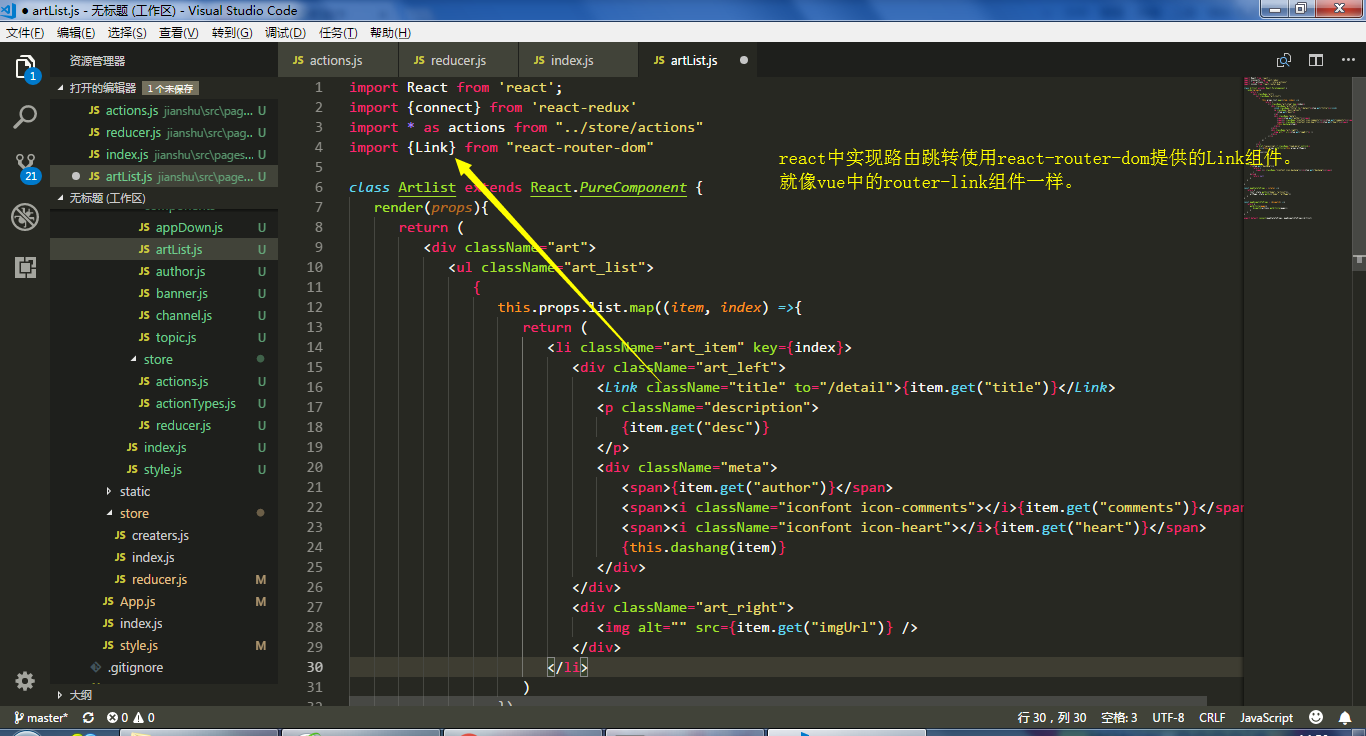 ● artList.js - 无标题 (工作区) - Visual Studio Code
文件(F) 编辑(E) 选择(S) 查看(V) 转到(G) 调试(D) 任务(T) 帮助(H)
资源管理器
JS actions.js JS reducer.js JS index.js JS artList.js ●
打开的编辑器 1 个未保存
JS actions.js jianshu\src\pag... U
JS reducer.js jianshu\src\pag... U
JS index.js jianshu\src\pages... U
● JS artList.js jianshu\src\page... U
无标题 (工作区)
JS appDown.js U
JS artList.js U
JS author.js U
JS banner.js U
JS channel.js U
JS topic.js U
store
JS actions.js U
JS actionTypes.js U
JS reducer.js U
JS index.js U
JS style.js U
static
store
JS creaters.js
JS index.js
JS reducer.js M
JS App.js M
JS index.js
JS style.js M
.gitignore
大纲
1
21
1 import React from 'react';
2 import {connect} from 'react-redux'
3 import * as actions from "../store/actions"
4 import {Link} from "react-router-dom"
5
6 class Artlist extends React.PureComponent {
7 render(props){
8 return (
9 <div className="art">
10 <ul className="art_list">
11 {
12 this.props.list.map((item, index) =>{
13 return (
14 <li className="art_item" key={index}>
15 <div className="art_left">
16 <Link className="title" to="/detail">{item.get("title")}</Link>
17 <p className="description">
18 {item.get("desc")}
19 </p>
20 <div className="meta">
21 <span>{item.get("author")}</span>
22 <span><i className="iconfont icon-comments"></i>{item.get("comments")}</span
23 <span><i className="iconfont icon-heart"></i>{item.get("heart")}</span>
24 {this.dashang(item)}
25 </div>
26 </div>
27 <div className="art_right">
28 <img alt="" src={item.get("imgUrl")} />
29 </div>
30 </li>
31 )
32 })
react中实现路由跳转使用react-router-dom提供的Link组件。
就像vue中的router-link组件一样。
master* 0 0 行 30，列 30 空格: 3 UTF-8 CRLF JavaScript